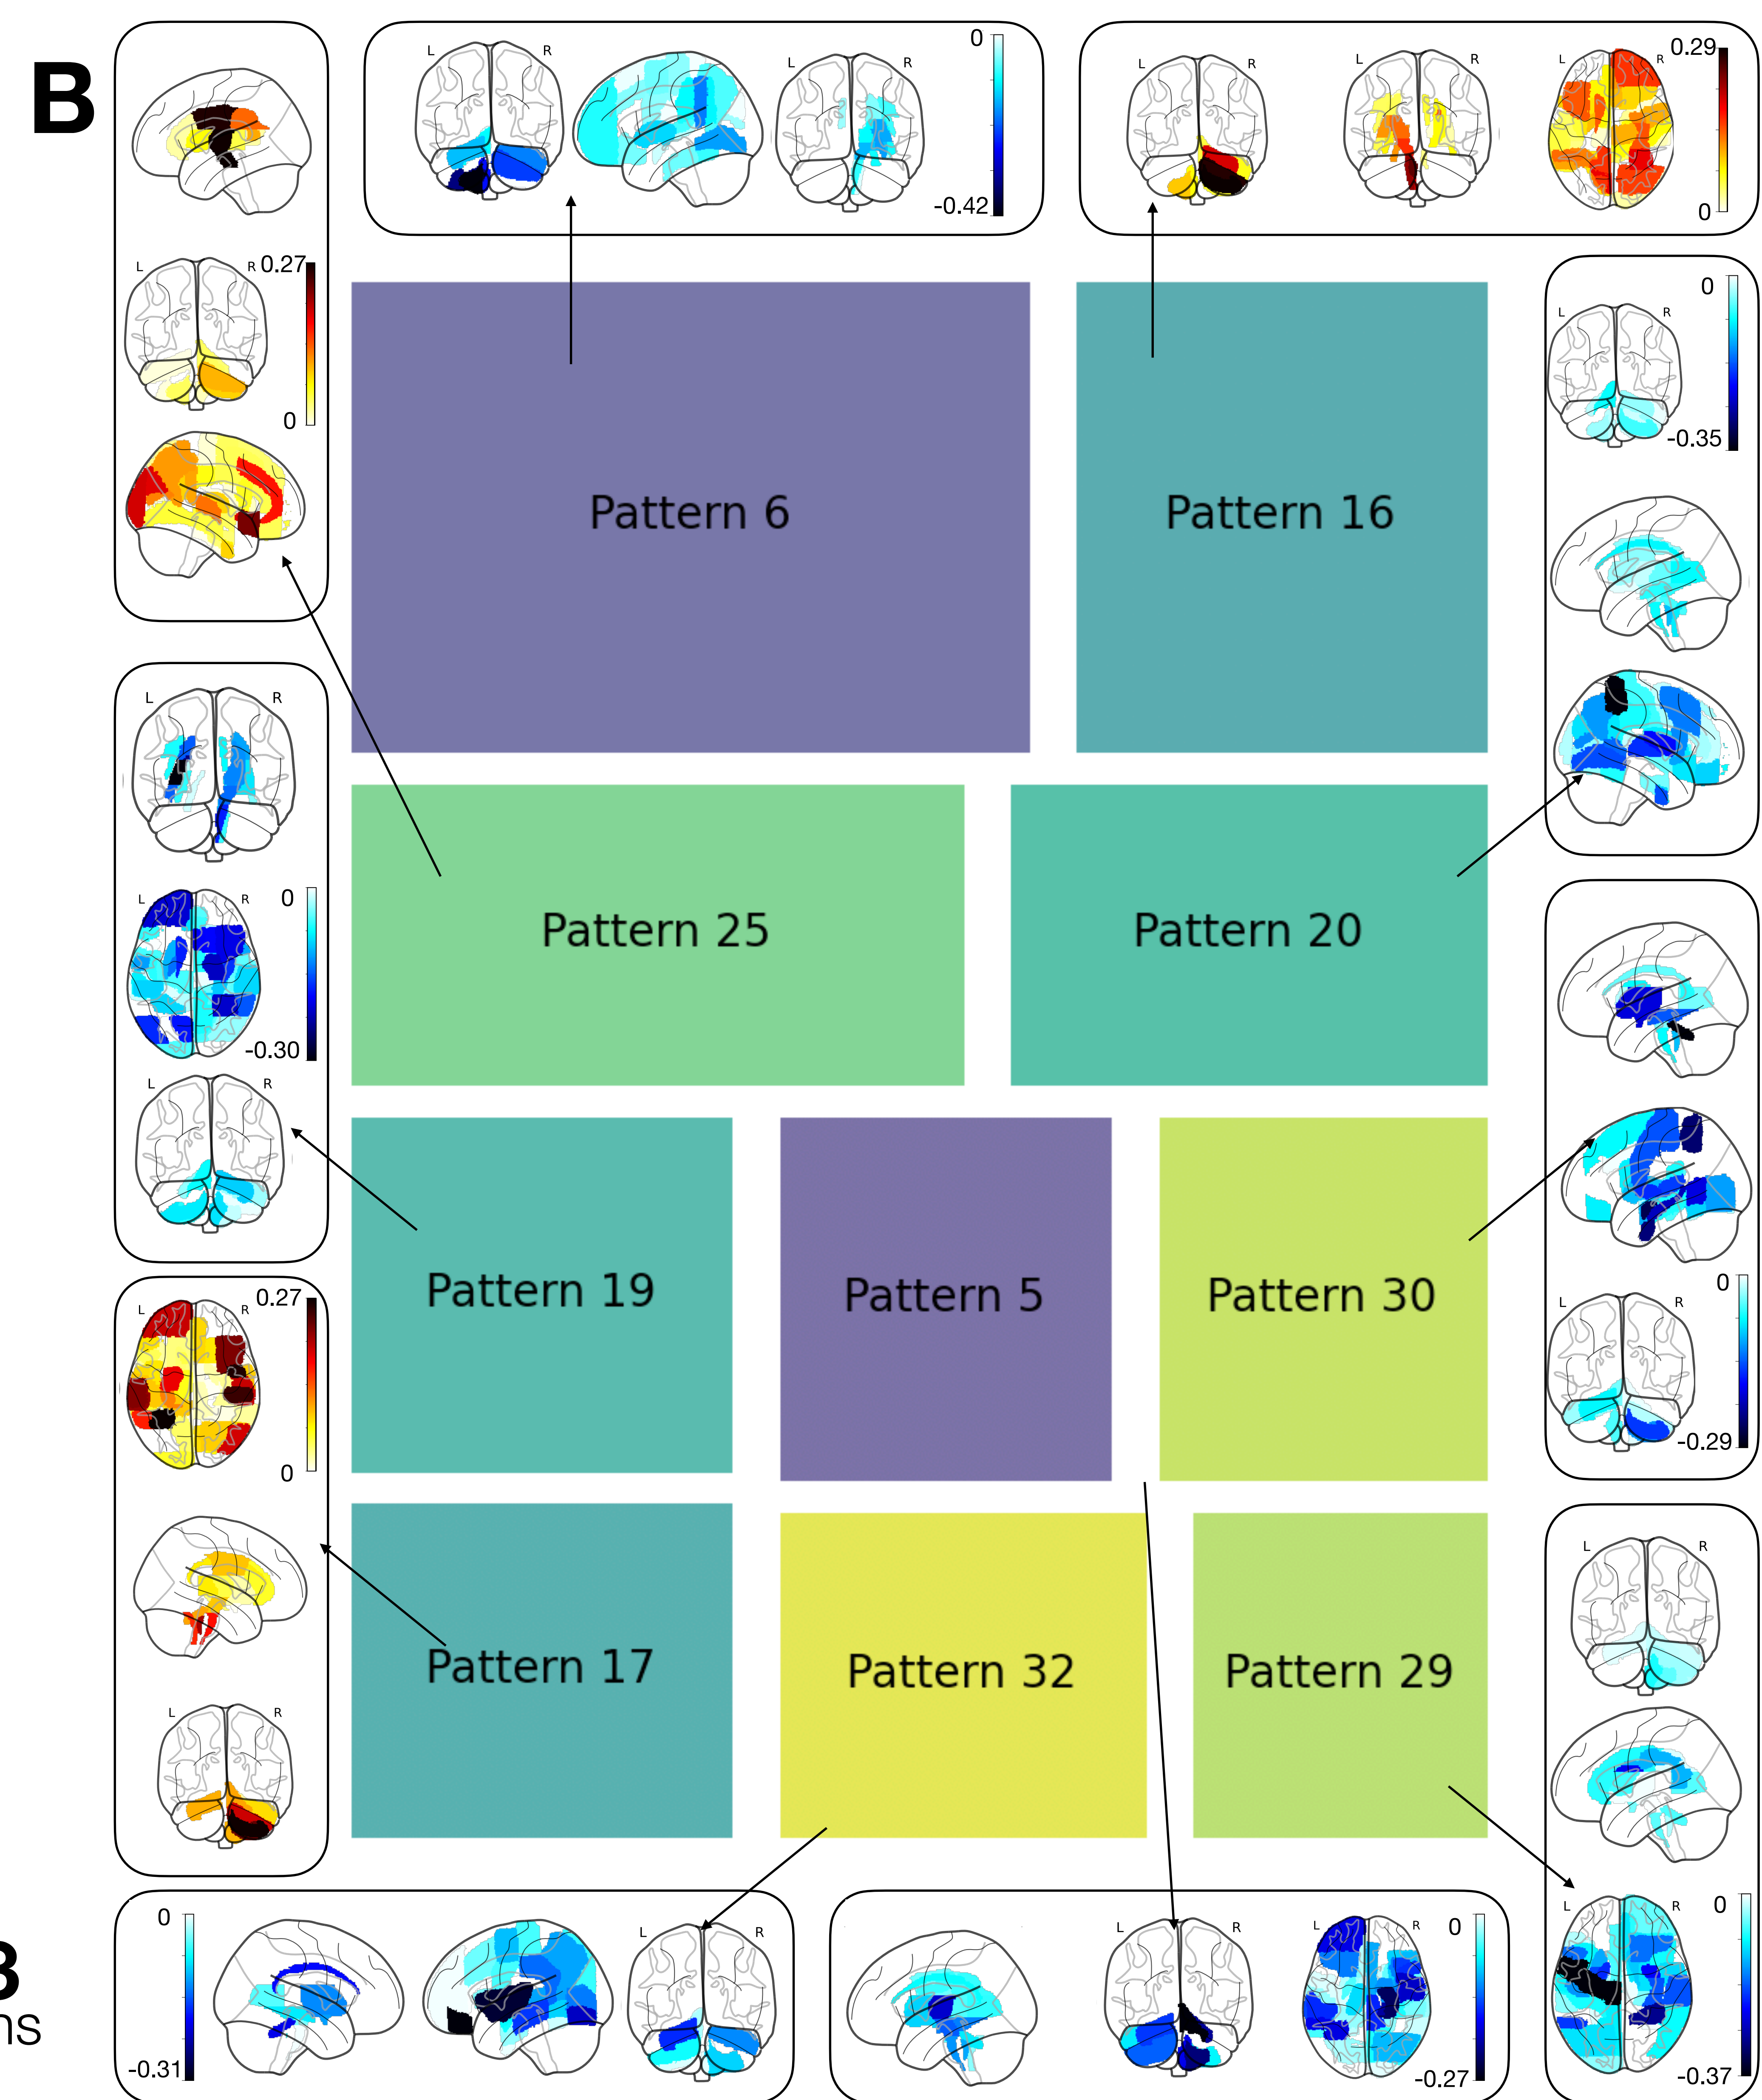 B
L R
L R
0
-0.42
L R
L R
L R
0.29
0
L R
0.27
0
0
L R
-0.35
Pattern 6
Pattern 16
L R
L R
0
-0.30
L R
Pattern 25
Pattern 20
Pattern 19
Pattern 5
Pattern 30
L R
0.27
0
L R
0
L R
-0.29
Pattern 17
Pattern 32
Pattern 29
L R
0
-0.31
L R
L R
L R
0
-0.27
L R
0
-0.37